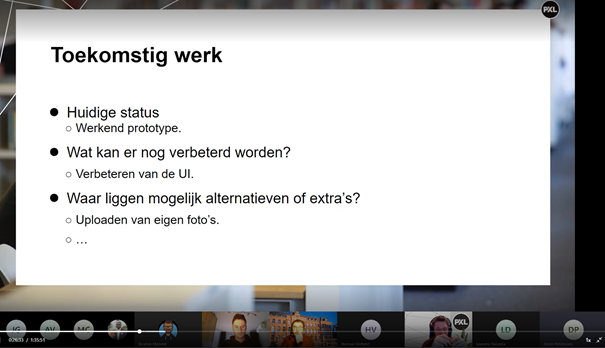 PXL
Toekomstig werk
● Huidige status
○ Werkend prototype.
● Wat kan er nog verbeterd worden?
○ Verbeteren van de UI.
● Waar liggen mogelijk alternatieven of extra's?
○ Uploaden van eigen foto's.
○ …
JG AV MC HV PXL LD DP
0:26:53 / 1:35:51 1x